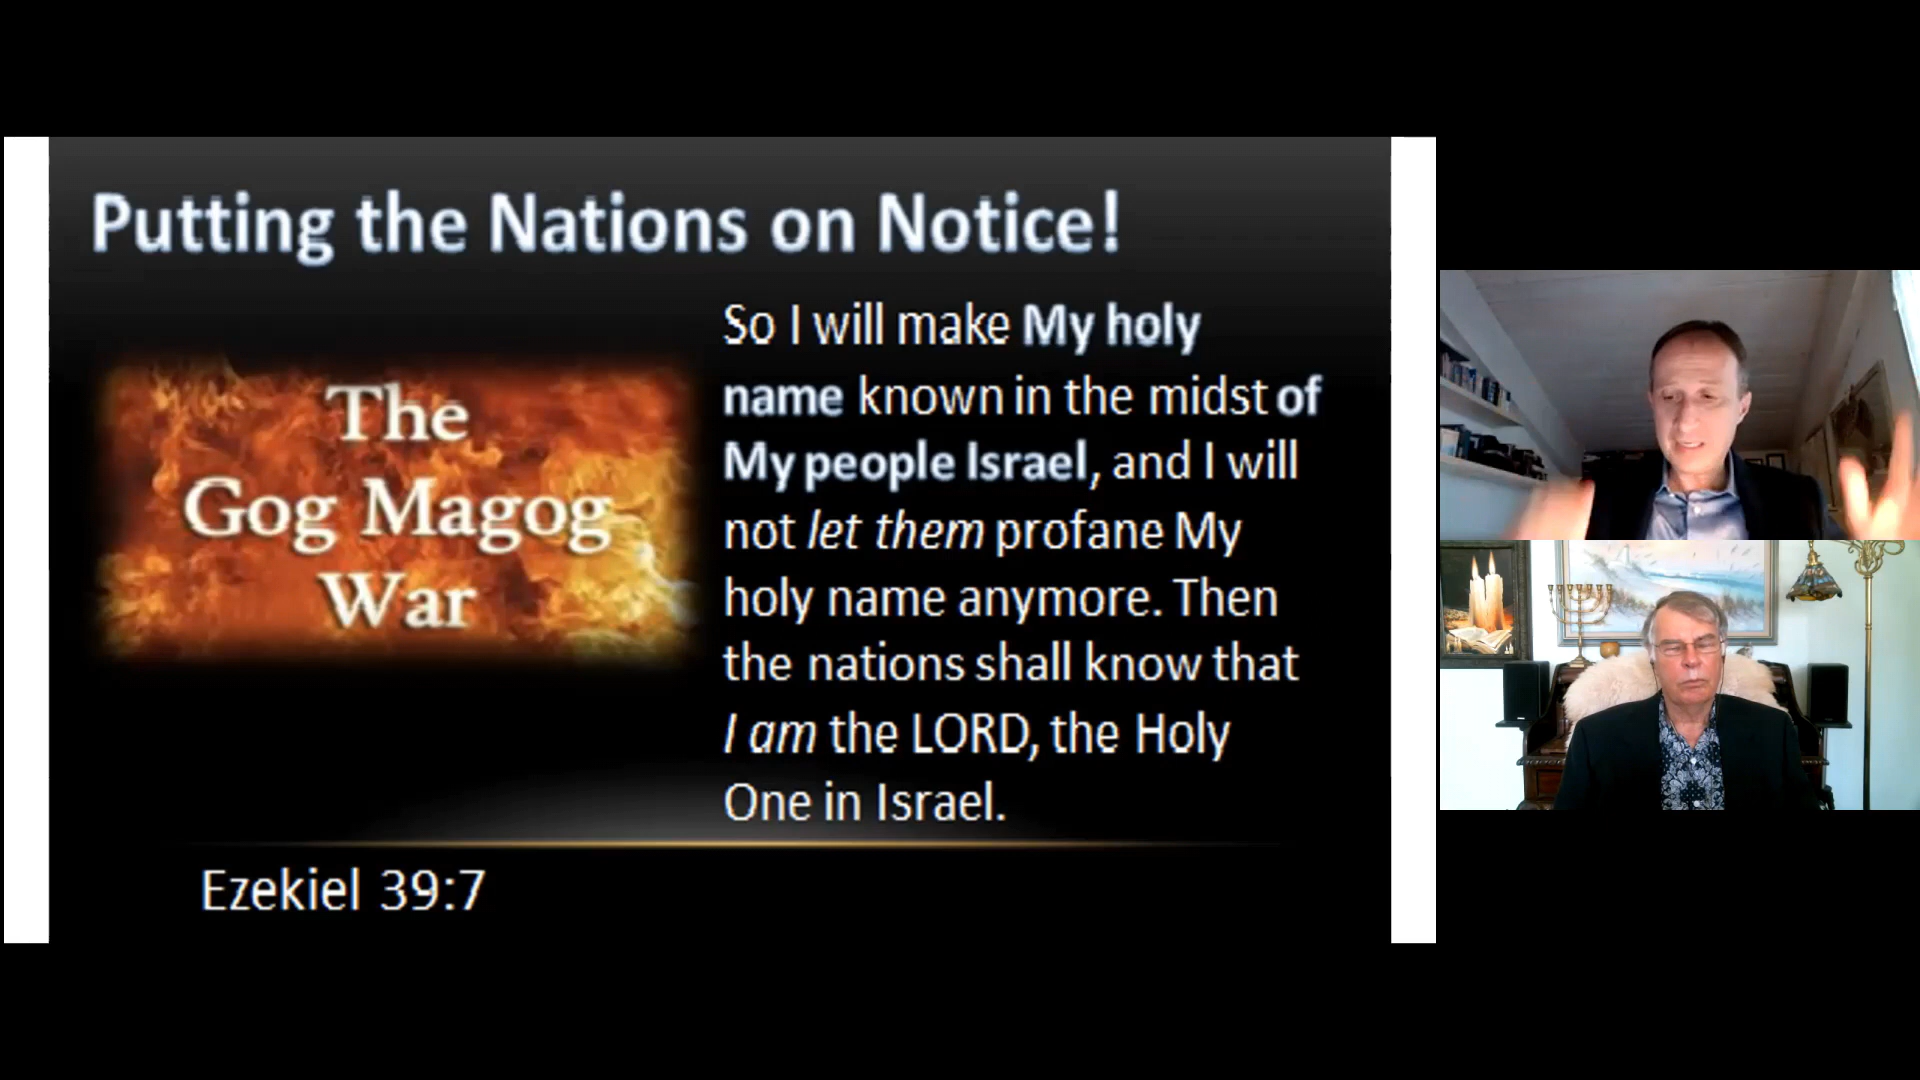 Putting the Nations on Notice!
The
Gog Magog
War
So I will make My holy
name known in the midst of
My people Israel, and I will
not let them profane My
holy name anymore. Then
the nations shall know that
I am the LORD, the Holy
One in Israel.
Ezekiel 39:7